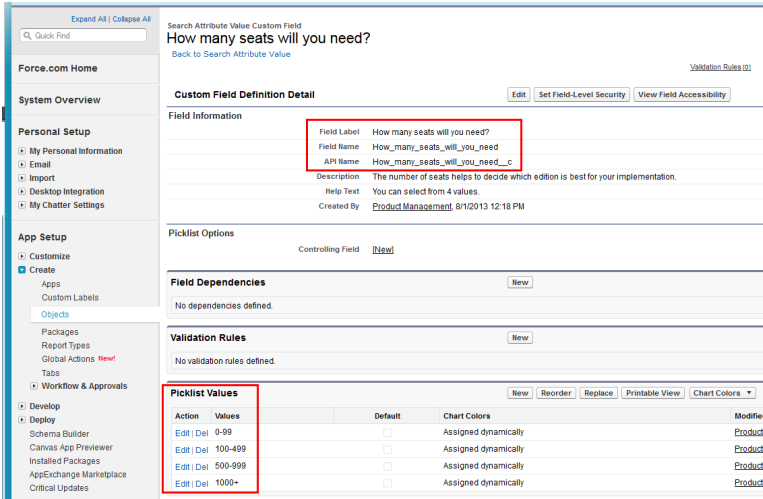 Expand All | Collapse All
Quick Find
Force.com Home
System Overview
Personal Setup
My Personal Information
Email
Import
Desktop Integration
My Chatter Settings
App Setup
Customize
Create
Apps
Custom Labels
Objects
Packages
Report Types
Global Actions New!
Tabs
Workflow & Approvals
Develop
Deploy
Schema Builder
Canvas App Previewer
Installed Packages
AppExchange Marketplace
Critical Updates
Search Attribute Value Custom Field
How many seats will you need?
Back to Search Attribute Value
Validation Rules [0]
Custom Field Definition Detail Edit Set Field-Level Security View Field Accessibility
Field Information
Field Label How many seats will you need?
Field Name How_many_seats_will_you_need
API Name How_many_seats_will_you_need__c
Description The number of seats helps to decide which edition is best for your implementation.
Help Text You can select from 4 values.
Created By Product Management, 8/1/2013 12:18 PM
Picklist Options
Controlling Field [New]
Field Dependencies New
No dependencies defined.
Validation Rules New
No validation rules defined.
Picklist Values New Reorder Replace Printable View Chart Colors ▼
Action Values Default Chart Colors Modifie
Edit | Del 0-99 Assigned dynamically Product
Edit | Del 100-499 Assigned dynamically Product
Edit | Del 500-999 Assigned dynamically Product
Edit | Del 1000+ Assigned dynamically Product